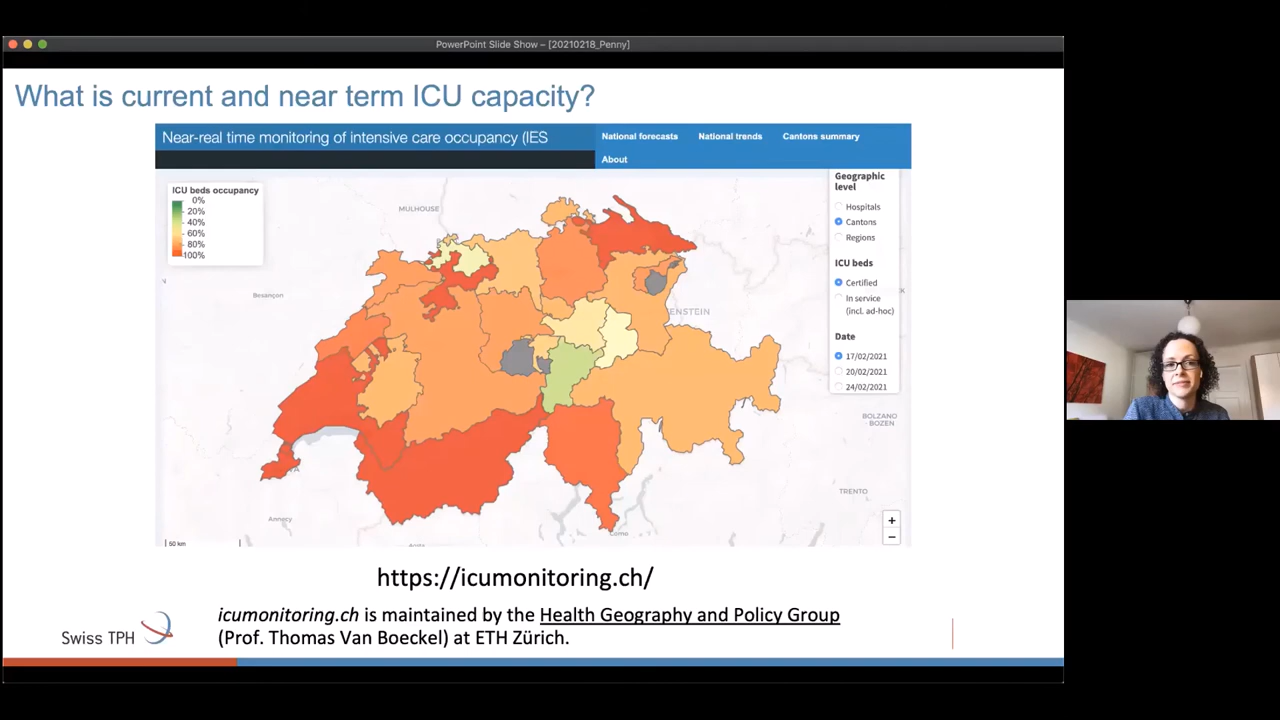 PowerPoint Slide Show – [20210218_Penny]
What is current and near term ICU capacity?
Near-real time monitoring of intensive care occupancy (IES
National forecasts
National trends
Cantons summary
About
ICU beds occupancy
0%
20%
40%
60%
80%
100%
MULHOUSE
Besançon
ENSTEIN
BOLZANO
BOZEN
TRENTO
Annecy
Como
50 km
Geographic
level
Hospitals
Cantons
Regions
ICU beds
Certified
In service
(incl. ad-hoc)
Date
17/02/2021
20/02/2021
24/02/2021
+
−
https://icumonitoring.ch/
icumonitoring.ch is maintained by the Health Geography and Policy Group
(Prof. Thomas Van Boeckel) at ETH Zürich.
Swiss TPH